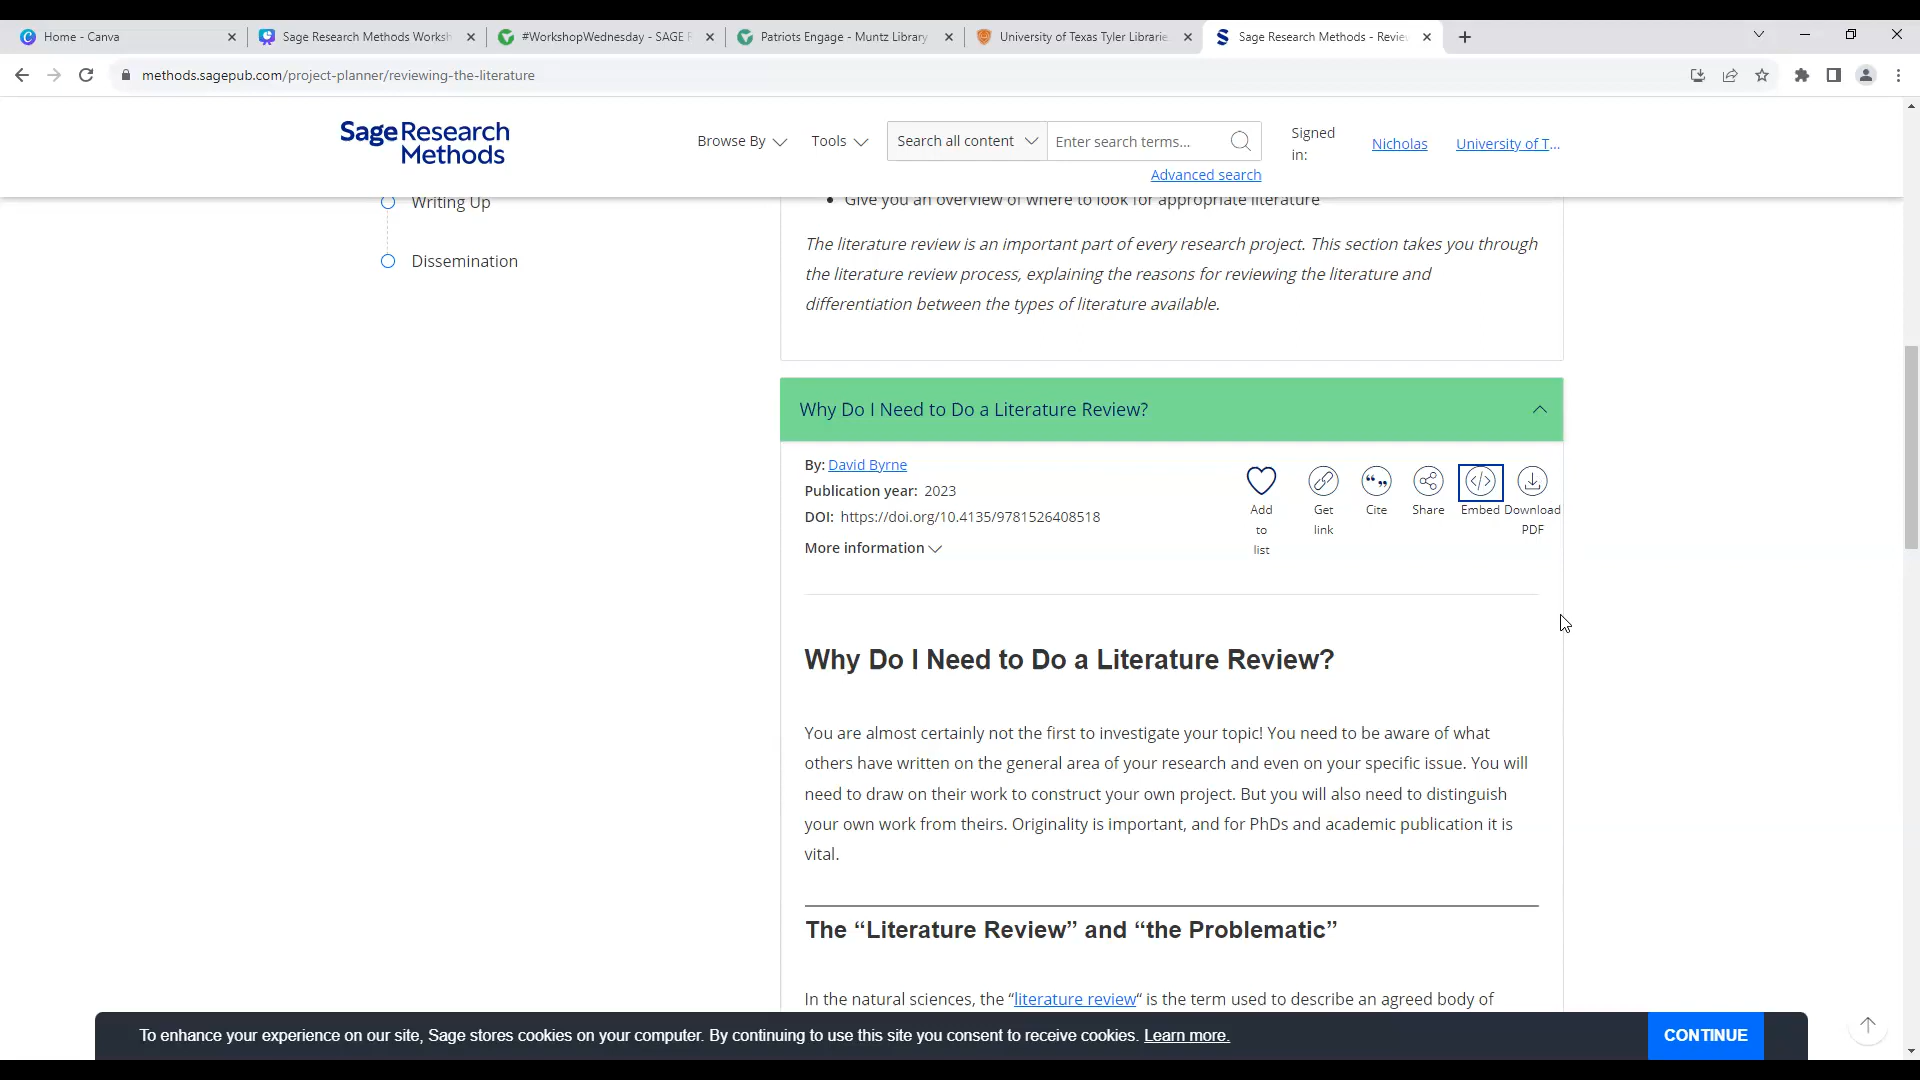 Home - Canva
Sage Research Methods Worksh
#WorkshopWednesday - SAGE R
Patriots Engage - Muntz Library
University of Texas Tyler Librarie
Sage Research Methods - Review
methods.sagepub.com/project-planner/reviewing-the-literature
Sage Research
Methods
Browse By
Tools
Search all content
Enter search terms...
Advanced search
Signed
in:
Nicholas
University of T...
Writing Up
Dissemination
Give you an overview of where to look for appropriate literature
The literature review is an important part of every research project. This section takes you through
the literature review process, explaining the reasons for reviewing the literature and
differentiation between the types of literature available.
Why Do I Need to Do a Literature Review?
By: David Byrne
Publication year: 2023
DOI: https://doi.org/10.4135/9781526408518
More information
Add
to
list
Get
link
Cite
Share
Embed
Download
PDF
Why Do I Need to Do a Literature Review?
You are almost certainly not the first to investigate your topic! You need to be aware of what
others have written on the general area of your research and even on your specific issue. You will
need to draw on their work to construct your own project. But you will also need to distinguish
your own work from theirs. Originality is important, and for PhDs and academic publication it is
vital.
The “Literature Review” and “the Problematic”
In the natural sciences, the “literature review“ is the term used to describe an agreed body of
To enhance your experience on our site, Sage stores cookies on your computer. By continuing to use this site you consent to receive cookies. Learn more.
CONTINUE